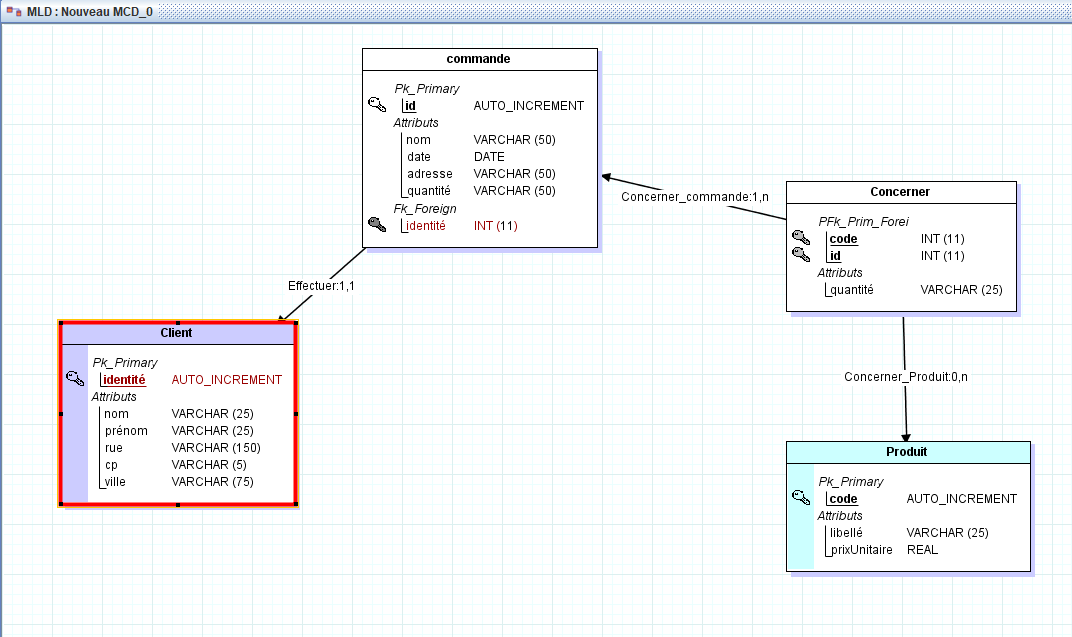 MLD : Nouveau MCD_0
commande
Pk_Primary
id AUTO_INCREMENT
Attributs
nom VARCHAR (50)
date DATE
adresse VARCHAR (50)
quantité VARCHAR (50)
Fk_Foreign
identité INT (11)
Concerner_commande:1,n
Concerner
PFk_Prim_Forei
code INT (11)
id INT (11)
Attributs
quantité VARCHAR (25)
Effectuer:1,1
Client
Pk_Primary
identité AUTO_INCREMENT
Attributs
nom VARCHAR (25)
prénom VARCHAR (25)
rue VARCHAR (150)
cp VARCHAR (5)
ville VARCHAR (75)
Concerner_Produit:0,n
Produit
Pk_Primary
code AUTO_INCREMENT
Attributs
libellé VARCHAR (25)
prixUnitaire REAL